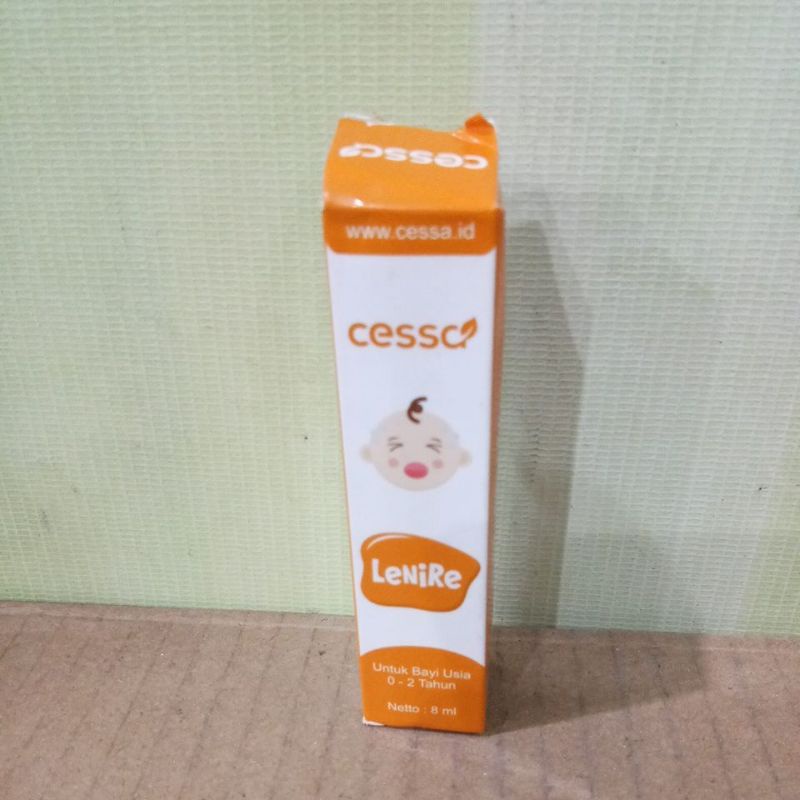 cessa
www.cessa.id
cessa
LeNiRe
Untuk Bayi Usia
0 - 2 Tahun
Netto : 8 ml